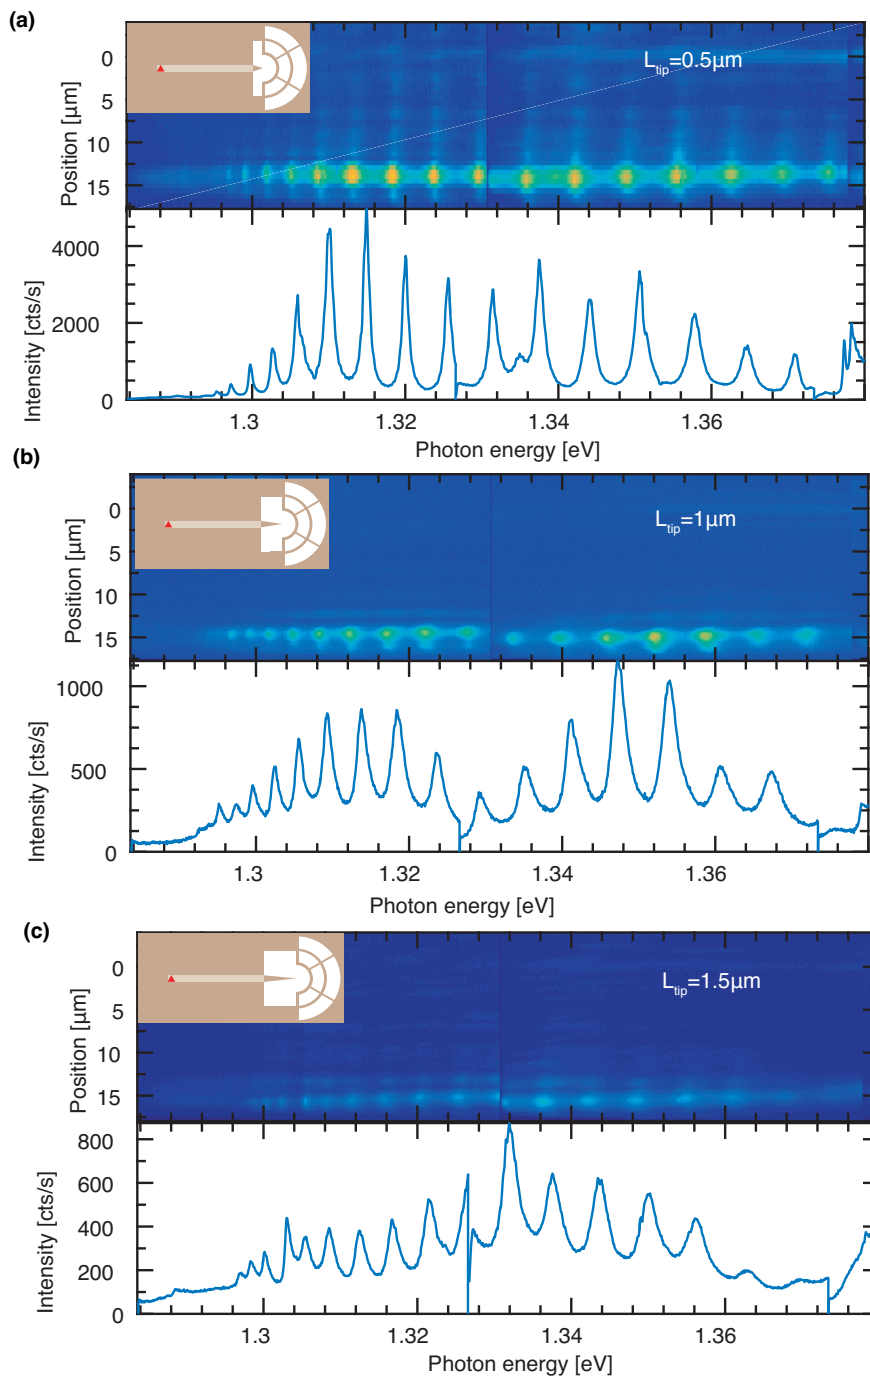 (a)
L_tip=0.5µm
0
5
10
15
Position [µm]
4000
2000
0
Intensity [cts/s]
1.3
1.32
1.34
1.36
Photon energy [eV]
(b)
L_tip=1µm
0
5
10
15
Position [µm]
1000
500
0
Intensity [cts/s]
1.3
1.32
1.34
1.36
Photon energy [eV]
(c)
L_tip=1.5µm
0
5
10
15
Position [µm]
800
600
400
200
0
Intensity [cts/s]
1.3
1.32
1.34
1.36
Photon energy [eV]